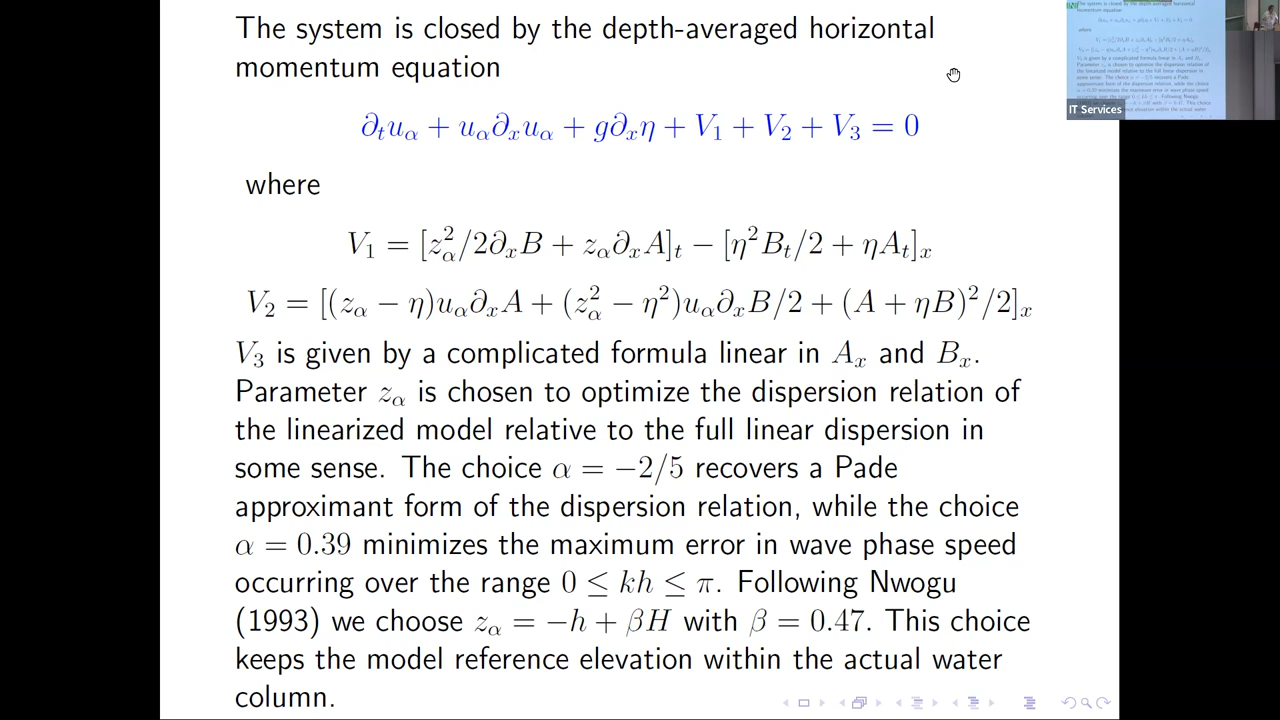 The system is closed by the depth-averaged horizontal
momentum equation
∂ₜu_α + u_α∂ₓu_α + g∂ₓη + V₁ + V₂ + V₃ = 0
where
V₁ = [z_α²/2∂ₓB + z_α∂ₓA]ₜ − [η²Bₜ/2 + ηAₜ]ₓ
V₂ = [(z_α − η)u_α∂ₓA + (z_α² − η²)u_α∂ₓB/2 + (A + ηB)²/2]ₓ
V₃ is given by a complicated formula linear in Aₓ and Bₓ.
Parameter z_α is chosen to optimize the dispersion relation of
the linearized model relative to the full linear dispersion in
some sense. The choice α = −2/5 recovers a Pade
approximant form of the dispersion relation, while the choice
α = 0.39 minimizes the maximum error in wave phase speed
occurring over the range 0 ≤ kh ≤ π. Following Nwogu
(1993) we choose z_α = −h + βH with β = 0.47. This choice
keeps the model reference elevation within the actual water
column.
IT Services